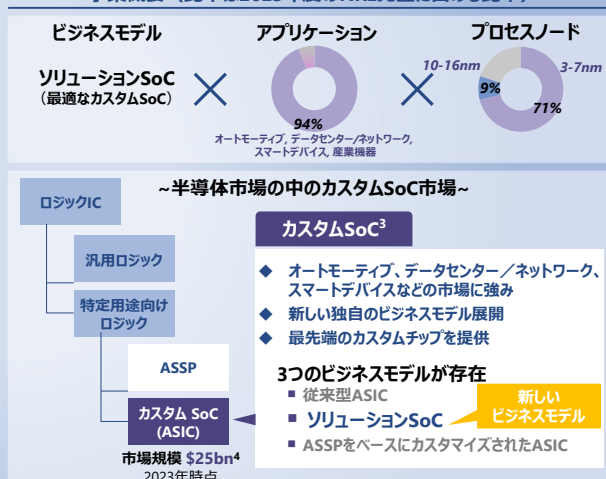 ビジネスモデル
アプリケーション
プロセスノード
ソリューションSoC
（最適なカスタムSoC）
94%
オートモーティブ, データセンター/ネットワーク,
スマートデバイス, 産業機器
10-16nm
3-7nm
9%
71%
~半導体市場の中のカスタムSoC市場~
ロジックIC
汎用ロジック
特定用途向け
ロジック
ASSP
カスタム SoC
(ASIC)
市場規模 $25bn4
2023年時点
カスタムSoC3
◆ オートモーティブ、データセンター／ネットワーク、
スマートデバイスなどの市場に強み
◆ 新しい独自のビジネスモデル展開
◆ 最先端のカスタムチップを提供
3つのビジネスモデルが存在
■ 従来型ASIC
■ ソリューションSoC
■ ASSPをベースにカスタマイズされたASIC
新しい
ビジネスモデル